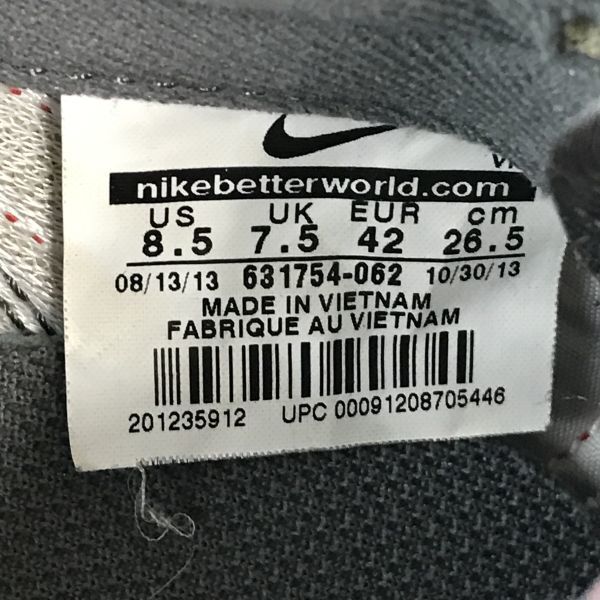 nikebetterworld.com
US UK EUR cm
8.5 7.5 42 26.5
08/13/13 631754-062 10/30/13
MADE IN VIETNAM
FABRIQUE AU VIETNAM
201235912 UPC 00091208705446